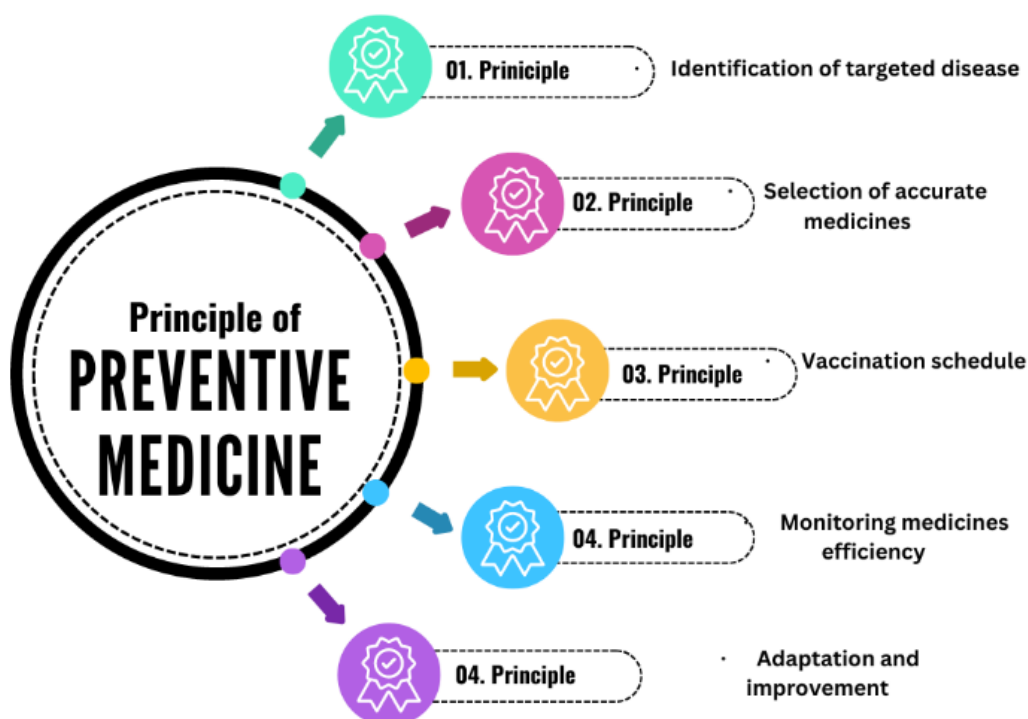 01. Priniciple
· Identification of targeted disease
02. Principle
· Selection of accurate
medicines
Principle of
PREVENTIVE
MEDICINE
03. Principle
· Vaccination schedule
04. Principle
· Monitoring medicines
efficiency
04. Principle
· Adaptation and
improvement